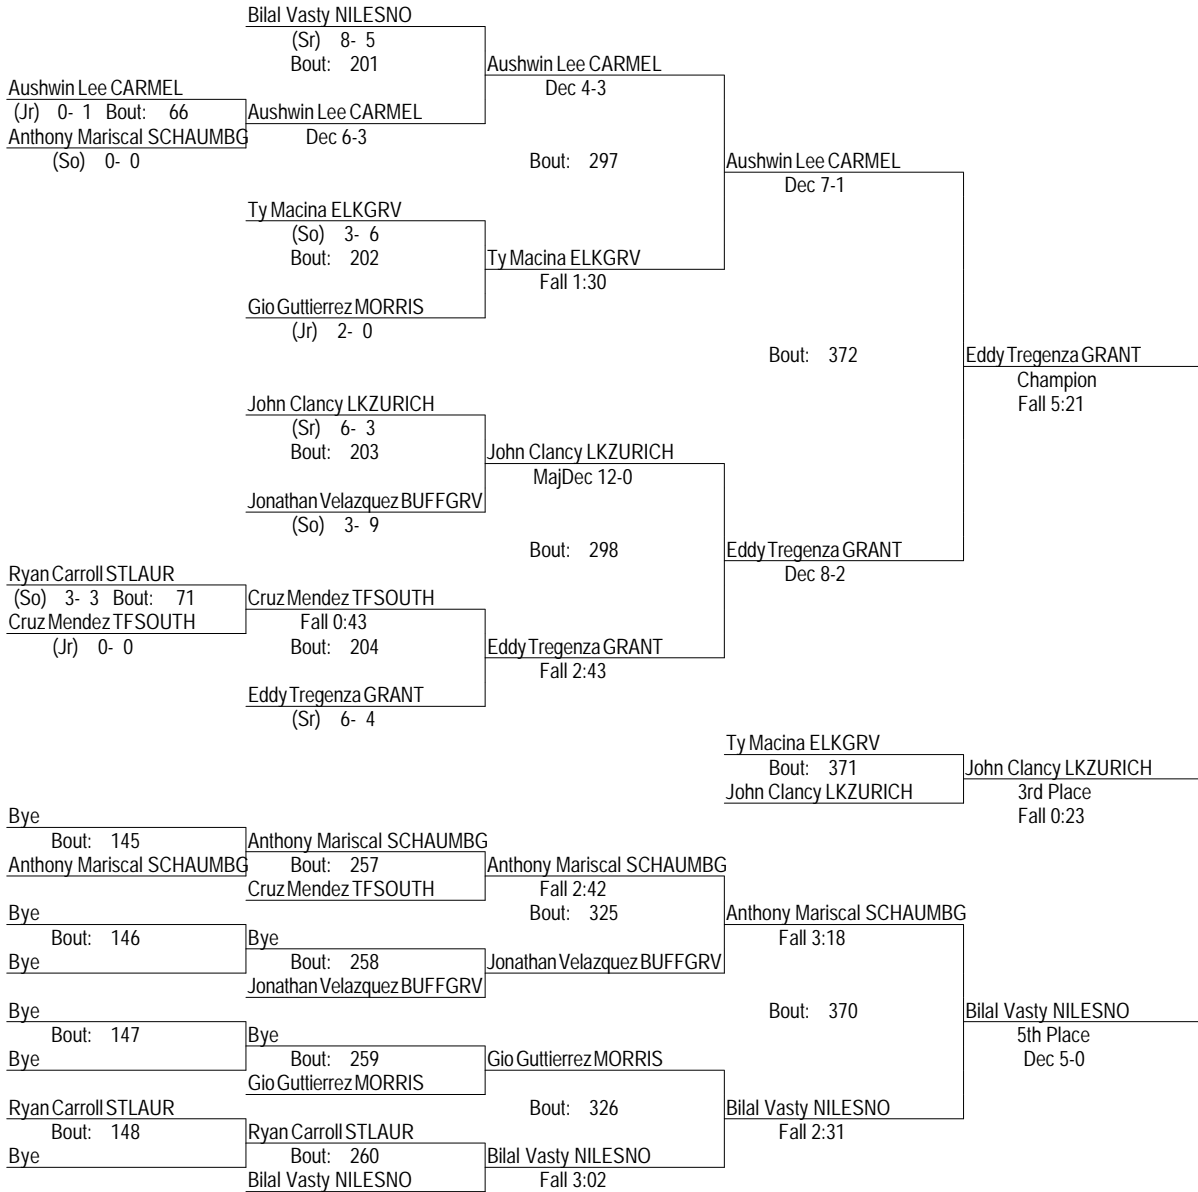 Bilal Vasty NILESNO
(Sr) 8- 5
Bout: 201
Aushwin Lee CARMEL
Dec 4-3
Aushwin Lee CARMEL
(Jr) 0- 1 Bout: 66
Aushwin Lee CARMEL
Anthony Mariscal SCHAUMBG
Dec 6-3
(So) 0- 0
Bout: 297
Aushwin Lee CARMEL
Dec 7-1
Ty Macina ELKGRV
(So) 3- 6
Bout: 202
Ty Macina ELKGRV
Fall 1:30
Gio Guttierrez MORRIS
(Jr) 2- 0
Bout: 372
Eddy Tregenza GRANT
Champion
Fall 5:21
John Clancy LKZURICH
(Sr) 6- 3
Bout: 203
John Clancy LKZURICH
MajDec 12-0
Jonathan Velazquez BUFFGRV
(So) 3- 9
Bout: 298
Eddy Tregenza GRANT
Dec 8-2
Ryan Carroll STLAUR
(So) 3- 3 Bout: 71
Cruz Mendez TFSOUTH
Cruz Mendez TFSOUTH
Fall 0:43
(Jr) 0- 0
Bout: 204
Eddy Tregenza GRANT
Fall 2:43
Eddy Tregenza GRANT
(Sr) 6- 4
Ty Macina ELKGRV
Bout: 371
John Clancy LKZURICH
John Clancy LKZURICH
3rd Place
Fall 0:23
Bye
Bout: 145
Anthony Mariscal SCHAUMBG
Anthony Mariscal SCHAUMBG
Bout: 257
Anthony Mariscal SCHAUMBG
Cruz Mendez TFSOUTH
Fall 2:42
Bye
Bout: 325
Anthony Mariscal SCHAUMBG
Bout: 146
Bye
Fall 3:18
Bye
Bout: 258
Jonathan Velazquez BUFFGRV
Jonathan Velazquez BUFFGRV
Bye
Bout: 370
Bilal Vasty NILESNO
Bout: 147
Bye
5th Place
Bye
Bout: 259
Gio Guttierrez MORRIS
Dec 5-0
Gio Guttierrez MORRIS
Ryan Carroll STLAUR
Bout: 326
Bilal Vasty NILESNO
Bout: 148
Ryan Carroll STLAUR
Fall 2:31
Bye
Bout: 260
Bilal Vasty NILESNO
Bilal Vasty NILESNO
Fall 3:02